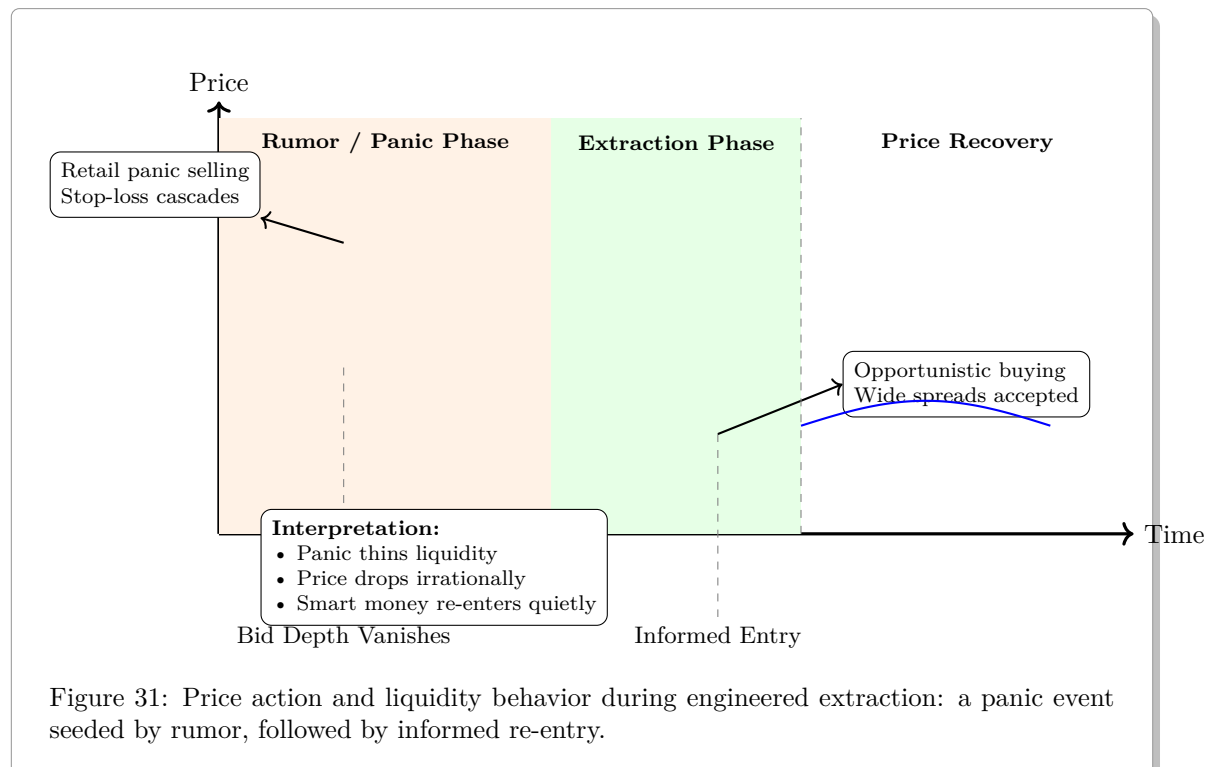 Price
Rumor / Panic Phase
Extraction Phase
Price Recovery
Retail panic selling
Stop-loss cascades
Opportunistic buying
Wide spreads accepted
Time
Interpretation:
• Panic thins liquidity
• Price drops irrationally
• Smart money re-enters quietly
Bid Depth Vanishes
Informed Entry
Figure 31: Price action and liquidity behavior during engineered extraction: a panic event
seeded by rumor, followed by informed re-entry.